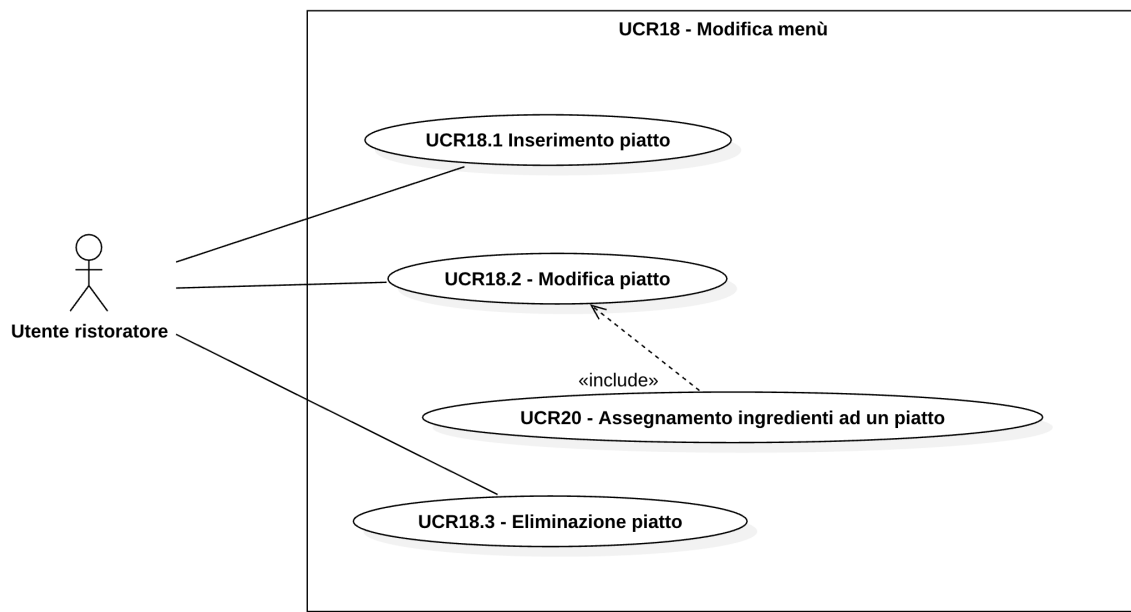 UCR18 - Modifica menù
UCR18.1 Inserimento piatto
UCR18.2 - Modifica piatto
Utente ristoratore
«include»
UCR20 - Assegnamento ingredienti ad un piatto
UCR18.3 - Eliminazione piatto